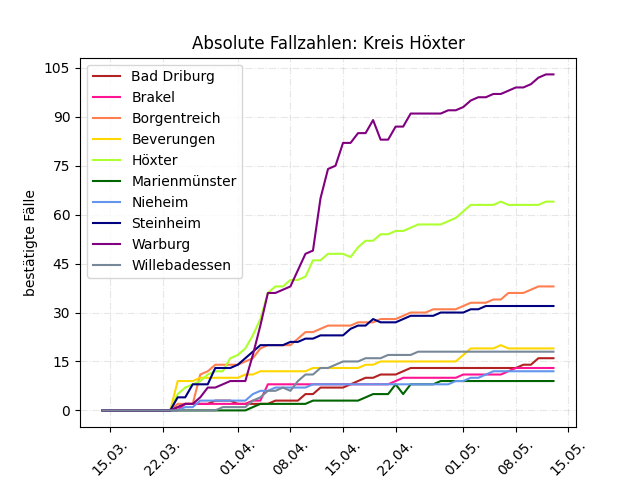 Absolute Fallzahlen: Kreis Höxter
bestätigte Fälle
105
90
75
60
45
30
15
0
Bad Driburg
Brakel
Borgentreich
Beverungen
Höxter
Marienmünster
Nieheim
Steinheim
Warburg
Willebadessen
15.03. 22.03. 01.04. 08.04. 15.04. 22.04. 01.05. 08.05. 15.05.